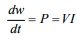 dw/dt = P = VI